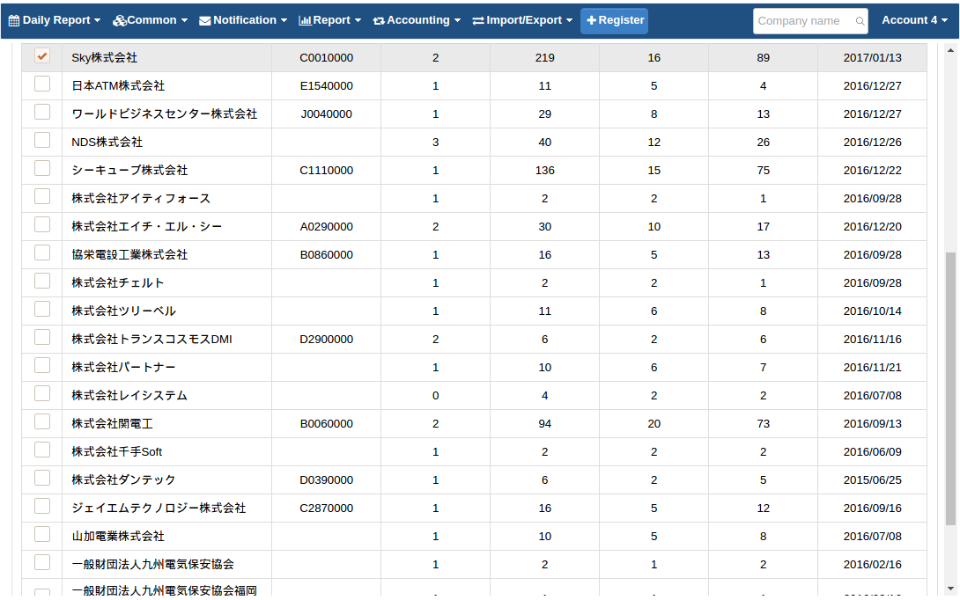 Daily Report Common Notification Report Accounting Import/Export Register Company name Account 4
Sky株式会社 C0010000 2 219 16 89 2017/01/13
日本ATM株式会社 E1540000 1 11 5 4 2016/12/27
ワールドビジネスセンター株式会社 J0040000 1 29 8 13 2016/12/27
NDS株式会社 3 40 12 26 2016/12/26
シーキューブ株式会社 C1110000 1 136 15 75 2016/12/22
株式会社アイティフォース 1 2 2 1 2016/09/28
株式会社エイチ・エル・シー A0290000 2 30 10 17 2016/12/20
協栄電設工業株式会社 B0860000 1 16 5 13 2016/09/28
株式会社チェルト 1 2 2 1 2016/09/28
株式会社ツリーベル 1 11 6 8 2016/10/14
株式会社トランスコスモスDMI D2900000 2 6 2 6 2016/11/16
株式会社パートナー 1 10 6 7 2016/11/21
株式会社レイシステム 0 4 2 2 2016/07/08
株式会社関電工 B0060000 2 94 20 73 2016/09/13
株式会社千手Soft 1 2 2 2 2016/06/09
株式会社ダンテック D0390000 1 6 2 5 2015/06/25
ジェイエムテクノロジー株式会社 C2870000 1 16 5 12 2016/09/16
山加電業株式会社 1 10 5 8 2016/07/08
一般財団法人九州電気保安協会 1 2 1 2 2016/02/16
一般財団法人九州電気保安協会福岡